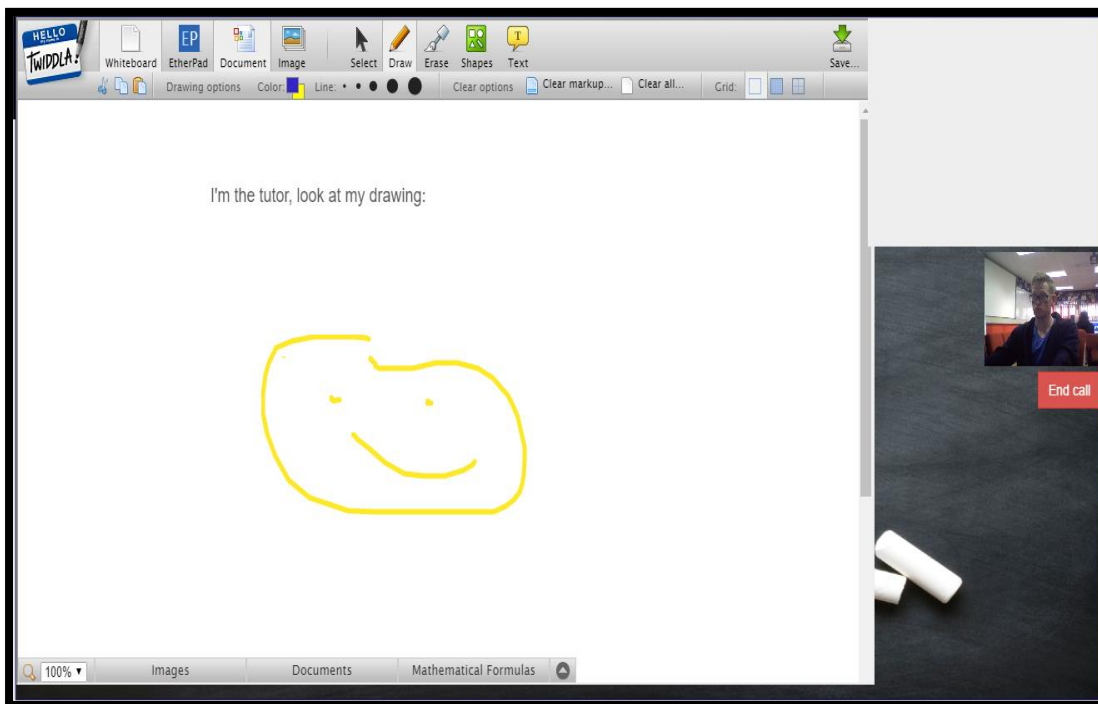 HELLO
TWIDDLA!
Whiteboard EtherPad Document Image Select Draw Erase Shapes Text Save...
EP
T
Drawing options Color: Line: Clear options Clear markup... Clear all... Grid:
I'm the tutor, look at my drawing:
End call
100% Images Documents Mathematical Formulas